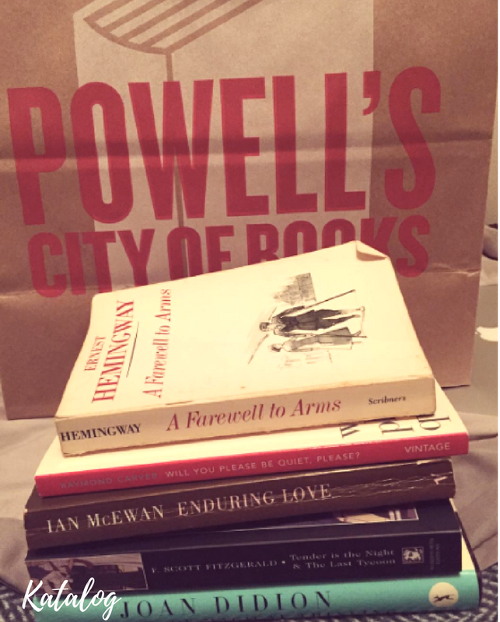 POWELL'S
CITY OF BOOKS
ERNEST
HEMINGWAY
A Farewell to Arms
HEMINGWAY
A Farewell to Arms
Scribners
RAYMOND CARVER WILL YOU PLEASE BE QUIET, PLEASE?
VINTAGE
IAN McEWAN ENDURING LOVE
F. SCOTT FITZGERALD • Tender is the Night
& The Last Tycoon
JOAN DIDION
Katalog